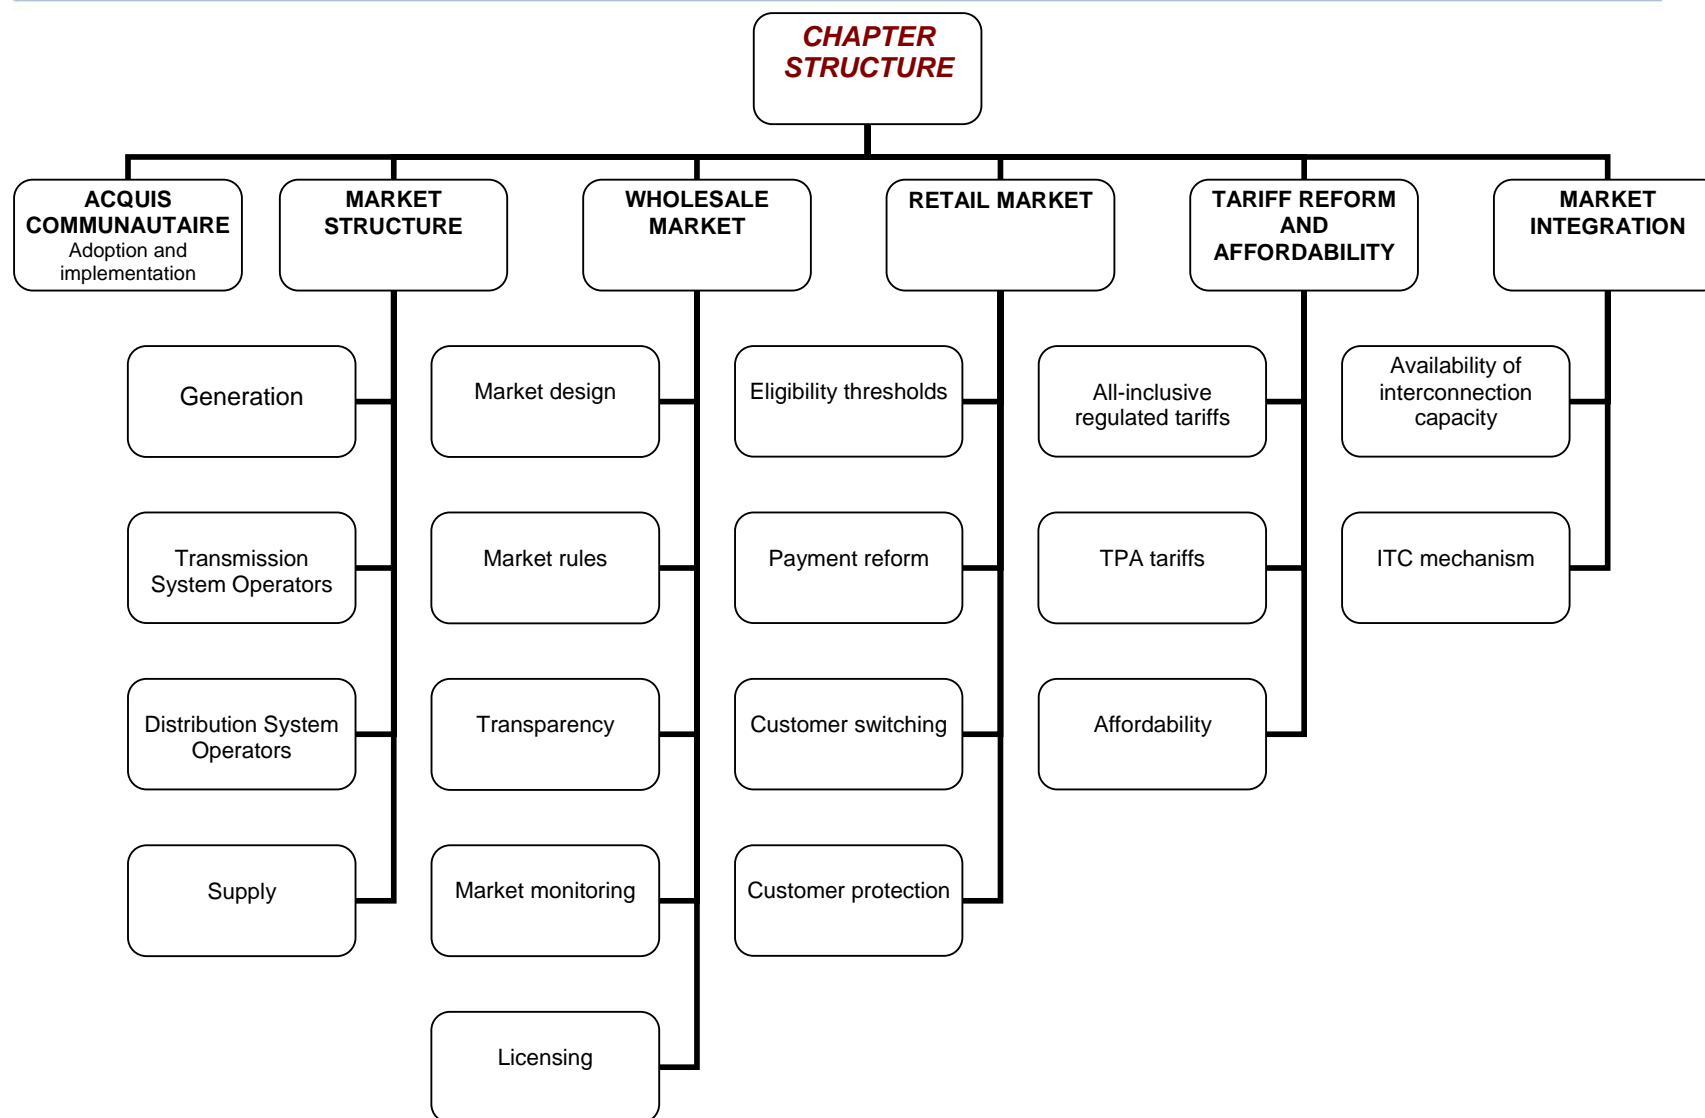 CHAPTER
STRUCTURE
ACQUIS
COMMUNAUTAIRE
Adoption and
implementation
MARKET
STRUCTURE
WHOLESALE
MARKET
RETAIL MARKET
TARIFF REFORM
AND
AFFORDABILITY
MARKET
INTEGRATION
Generation
Market design
Eligibility thresholds
All-inclusive
regulated tariffs
Availability of
interconnection
capacity
Transmission
System Operators
Market rules
Payment reform
TPA tariffs
ITC mechanism
Distribution System
Operators
Transparency
Customer switching
Affordability
Supply
Market monitoring
Customer protection
Licensing